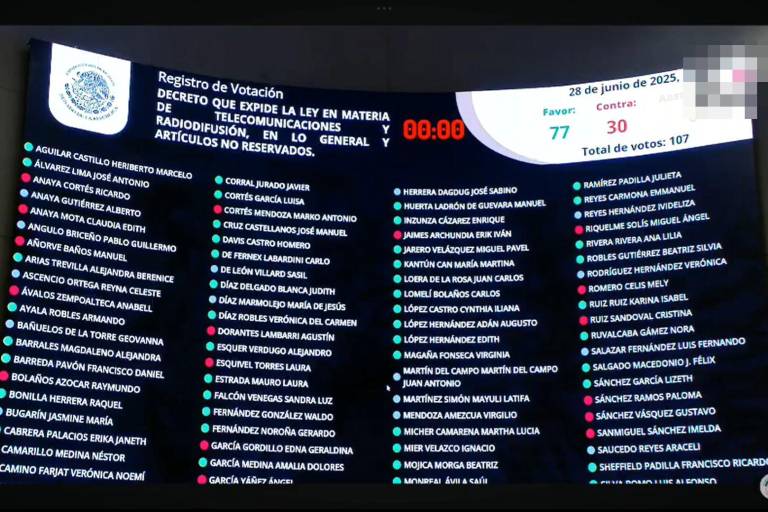 Registro de Votación
DECRETO QUE EXPIDE LA LEY EN MATERIA
DE TELECOMUNICACIONES Y
RADIODIFUSIÓN, EN LO GENERAL Y
ARTÍCULOS NO RESERVADOS.
00:00
28 de junio de 2025,
Favor: Contra:
77 30
Total de votos: 107
AGUILAR CASTILLO HERIBERTO MARCELO
ÁLVAREZ LIMA JOSÉ ANTONIO
ANAYA CORTÉS RICARDO
ANAYA GUTIÉRREZ ALBERTO
ANAYA MOTA CLAUDIA EDITH
ANGULO BRICEÑO PABLO GUILLERMO
AÑORVE BAÑOS MANUEL
ARIAS TREVILLA ALEJANDRA BERENICE
ASCENCIO ORTEGA REYNA CELESTE
ÁVALOS ZEMPOALTECA ANABELL
AYALA ROBLES ARMANDO
BAÑUELOS DE LA TORRE GEOVANNA
BARRALES MAGDALENO ALEJANDRA
BARREDA PAVÓN FRANCISCO DANIEL
BOLAÑOS AZOCAR RAYMUNDO
BONILLA HERRERA RAQUEL
BUGARÍN JASMINE MARÍA
CABRERA PALACIOS ERIKA JANETH
CAMARILLO MEDINA NÉSTOR
CAMINO FARJAT VERÓNICA NOEMÍ
CORRAL JURADO JAVIER
CORTÉS GARCÍA LUISA
CORTÉS MENDOZA MARKO ANTONIO
CRUZ CASTELLANOS JOSÉ MANUEL
DAVIS CASTRO HOMERO
DE FERNEX LABARDINI CARLO
DE LEÓN VILLARD SASIL
DÍAZ DELGADO BLANCA JUDITH
DÍAZ MARMOLEJO MARÍA DE JESÚS
DÍAZ ROBLES VERÓNICA DEL CARMEN
DORANTES LAMBARRI AGUSTÍN
ESQUER VERDUGO ALEJANDRO
ESQUIVEL TORRES LAURA
ESTRADA MAURO LAURA
FALCÓN VENEGAS SANDRA LUZ
FERNÁNDEZ GONZÁLEZ WALDO
FERNÁNDEZ NOROÑA GERARDO
GARCÍA GORDILLO EDNA GERALDINA
GARCÍA MEDINA AMALIA DOLORES
GARCÍA YÁÑEZ ÁNGEL
HERRERA DAGDUG JOSÉ SABINO
HUERTA LADRÓN DE GUEVARA MANUEL
INZUNZA CÁZAREZ ENRIQUE
JAIMES ARCHUNDIA ERIK IVÁN
JARERO VELÁZQUEZ MIGUEL PAVEL
KANTÚN CAN MARÍA MARTINA
LOERA DE LA ROSA JUAN CARLOS
LOMELÍ BOLAÑOS CARLOS
LÓPEZ CASTRO CYNTHIA ILIANA
LÓPEZ HERNÁNDEZ ADÁN AUGUSTO
LÓPEZ HERNÁNDEZ EDITH
MAGAÑA FONSECA VIRGINIA
MARTÍN DEL CAMPO MARTÍN DEL CAMPO
JUAN ANTONIO
MARTÍNEZ SIMÓN MAYULI LATIFA
MENDOZA AMEZCUA VIRGILIO
MICHER CAMARENA MARTHA LUCIA
MIER VELAZCO IGNACIO
MOJICA MORGA BEATRIZ
MONREAL ÁVILA SAÚL
RAMÍREZ PADILLA JULIETA
REYES CARMONA EMMANUEL
REYES HERNÁNDEZ IVIDELIZA
RIQUELME SOLÍS MIGUEL ÁNGEL
RIVERA RIVERA ANA LILIA
ROBLES GUTIÉRREZ BEATRIZ SILVIA
RODRÍGUEZ HERNÁNDEZ VERÓNICA
ROMERO CELIS MELY
RUIZ RUIZ KARINA ISABEL
RUIZ SANDOVAL CRISTINA
RUVALCABA GÁMEZ NORA
SALAZAR FERNÁNDEZ LUIS FERNANDO
SALGADO MACEDONIO J. FÉLIX
SÁNCHEZ GARCÍA LIZETH
SÁNCHEZ RAMOS PALOMA
SÁNCHEZ VÁSQUEZ GUSTAVO
SANMIGUEL SÁNCHEZ IMELDA
SAUCEDO REYES ARACELI
SHEFFIELD PADILLA FRANCISCO RICARDO
SILVA ROMO LUIS ALFONSO